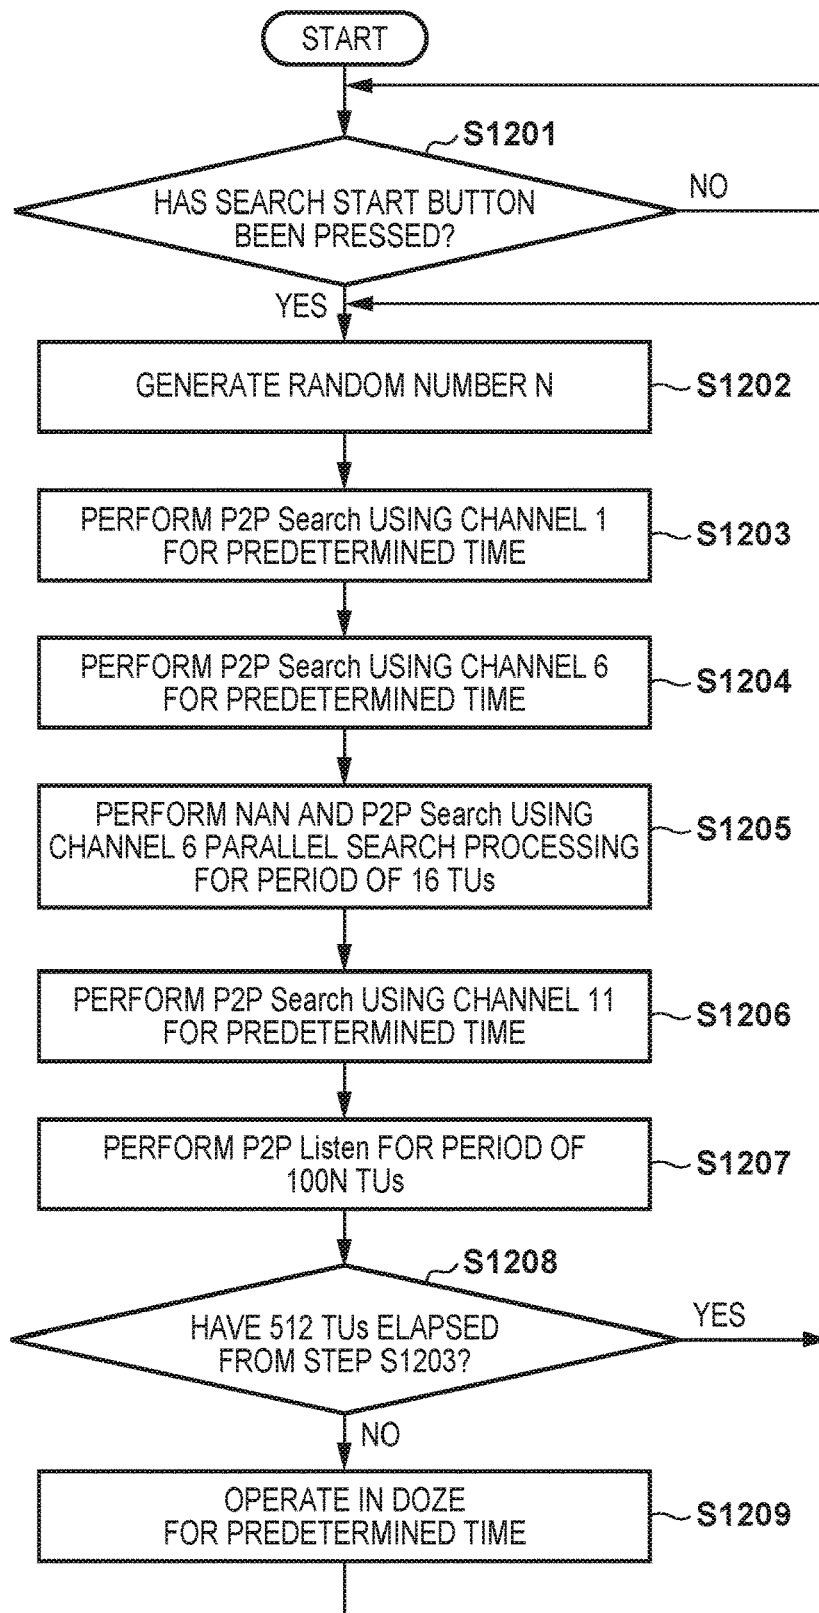 START
S1201
HAS SEARCH START BUTTON
BEEN PRESSED?
NO
YES
GENERATE RANDOM NUMBER N
S1202
PERFORM P2P Search USING CHANNEL 1
FOR PREDETERMINED TIME
S1203
PERFORM P2P Search USING CHANNEL 6
FOR PREDETERMINED TIME
S1204
PERFORM NAN AND P2P Search USING
CHANNEL 6 PARALLEL SEARCH PROCESSING
FOR PERIOD OF 16 TUs
S1205
PERFORM P2P Search USING CHANNEL 11
FOR PREDETERMINED TIME
S1206
PERFORM P2P Listen FOR PERIOD OF
100N TUs
S1207
S1208
HAVE 512 TUs ELAPSED
FROM STEP S1203?
YES
NO
OPERATE IN DOZE
FOR PREDETERMINED TIME
S1209